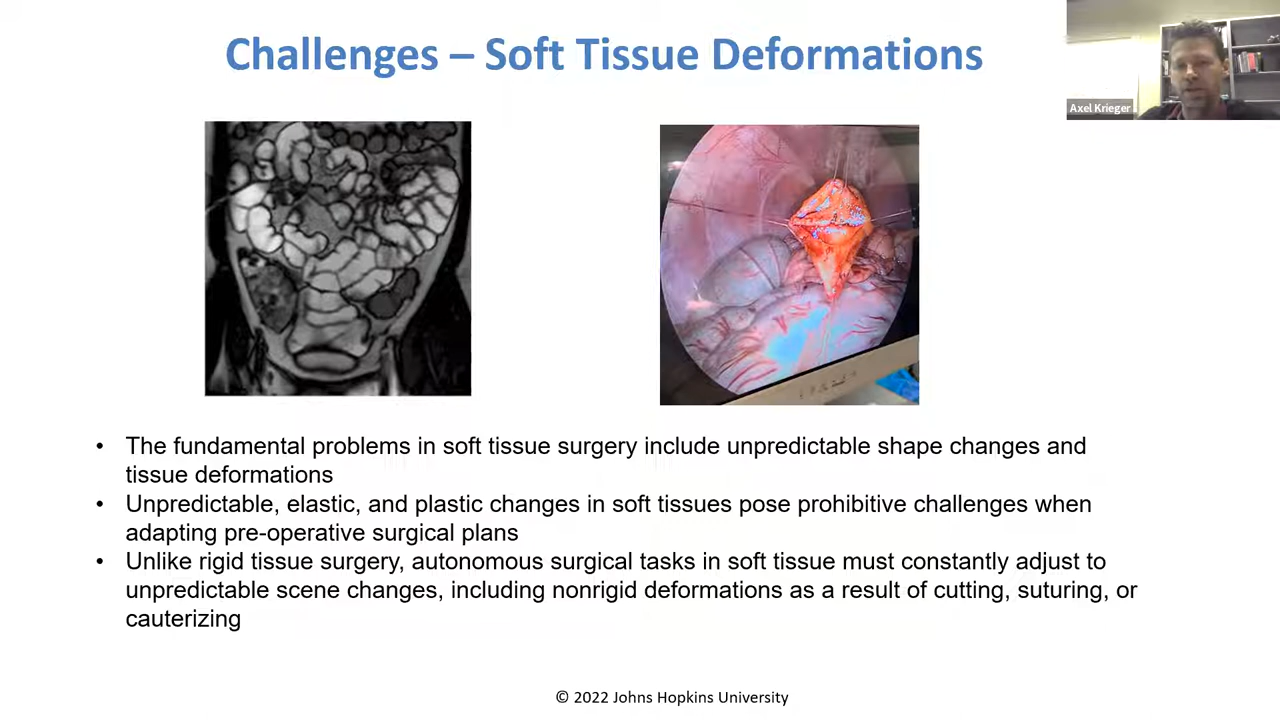 Challenges – Soft Tissue Deformations
Axel Krieger
• The fundamental problems in soft tissue surgery include unpredictable shape changes and
tissue deformations
• Unpredictable, elastic, and plastic changes in soft tissues pose prohibitive challenges when
adapting pre-operative surgical plans
• Unlike rigid tissue surgery, autonomous surgical tasks in soft tissue must constantly adjust to
unpredictable scene changes, including nonrigid deformations as a result of cutting, suturing, or
cauterizing
© 2022 Johns Hopkins University